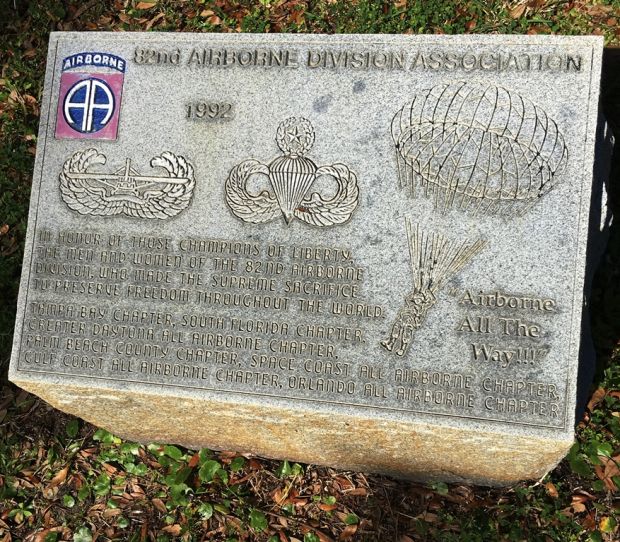 AIRBORNE
AA
82nd AIRBORNE DIVISION ASSOCIATION
1992
IN HONOR OF THOSE CHAMPIONS OF LIBERTY,
THE MEN AND WOMEN OF THE 82ND AIRBORNE
DIVISION, WHO MADE THE SUPREME SACRIFICE
TO PRESERVE FREEDOM THROUGHOUT THE WORLD.
"Airborne
All The
Way!!!"
TAMPA BAY CHAPTER, SOUTH FLORIDA CHAPTER,
GREATER DAYTONA ALL AIRBORNE CHAPTER,
PALM BEACH COUNTY CHAPTER, SPACE COAST ALL AIRBORNE CHAPTER,
GULF COAST ALL AIRBORNE CHAPTER, ORLANDO ALL AIRBORNE CHAPTER